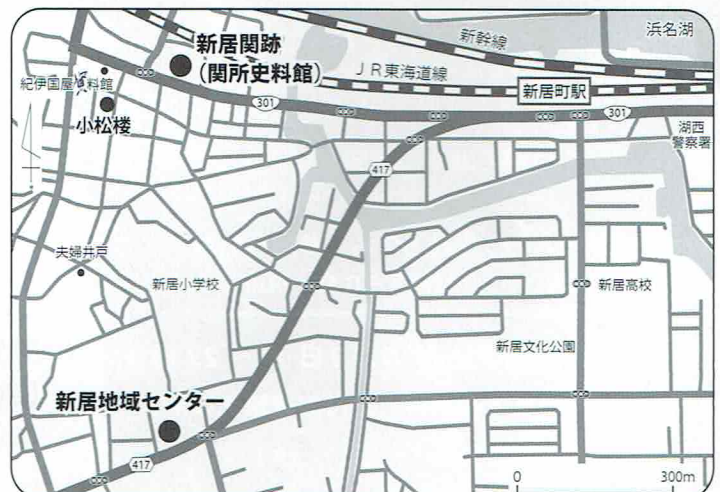 浜名湖
新幹線
新居関跡
(関所史料館)
JR東海道線
紀伊国屋資料館
新居町駅
301
301
小松楼
湖西
警察署
417
夫婦井戸
新居小学校
新居高校
新居文化公園
新居地域センター
417
0 300m